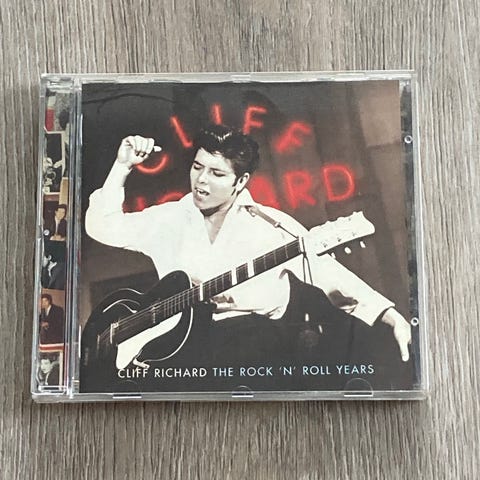 CLIFF
RICHARD
CLIFF RICHARD THE ROCK 'N' ROLL YEARS